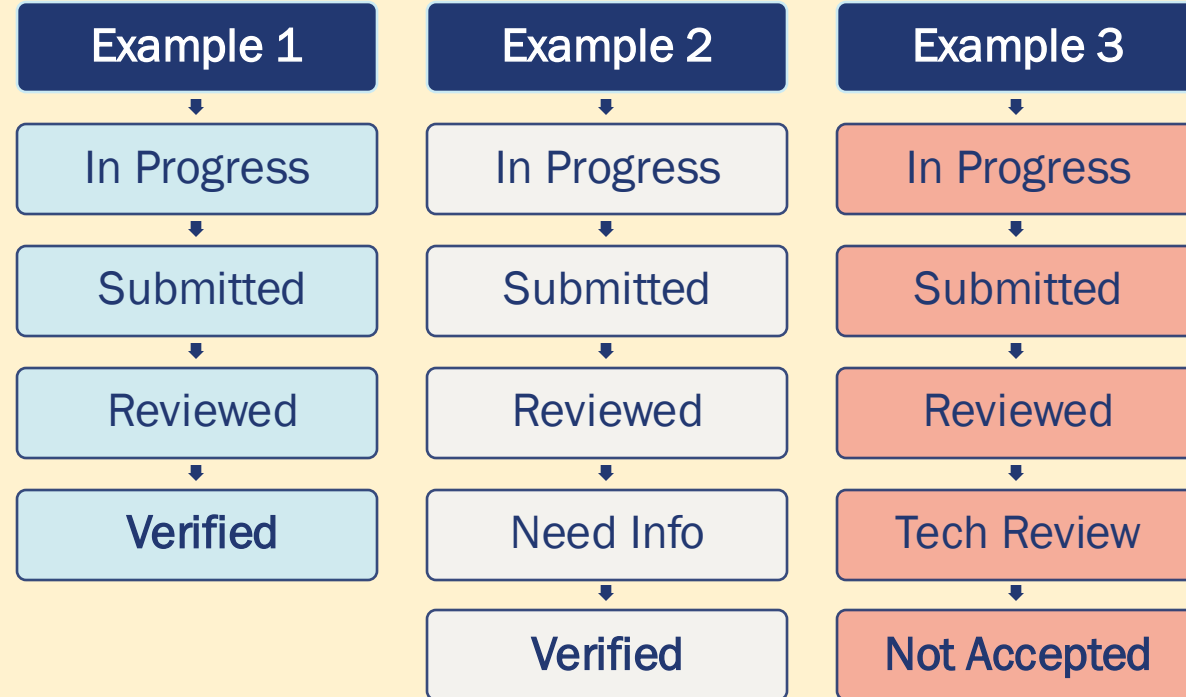 Example 1
In Progress
Submitted
Reviewed
Verified
Example 2
In Progress
Submitted
Reviewed
Need Info
Verified
Example 3
In Progress
Submitted
Reviewed
Tech Review
Not Accepted